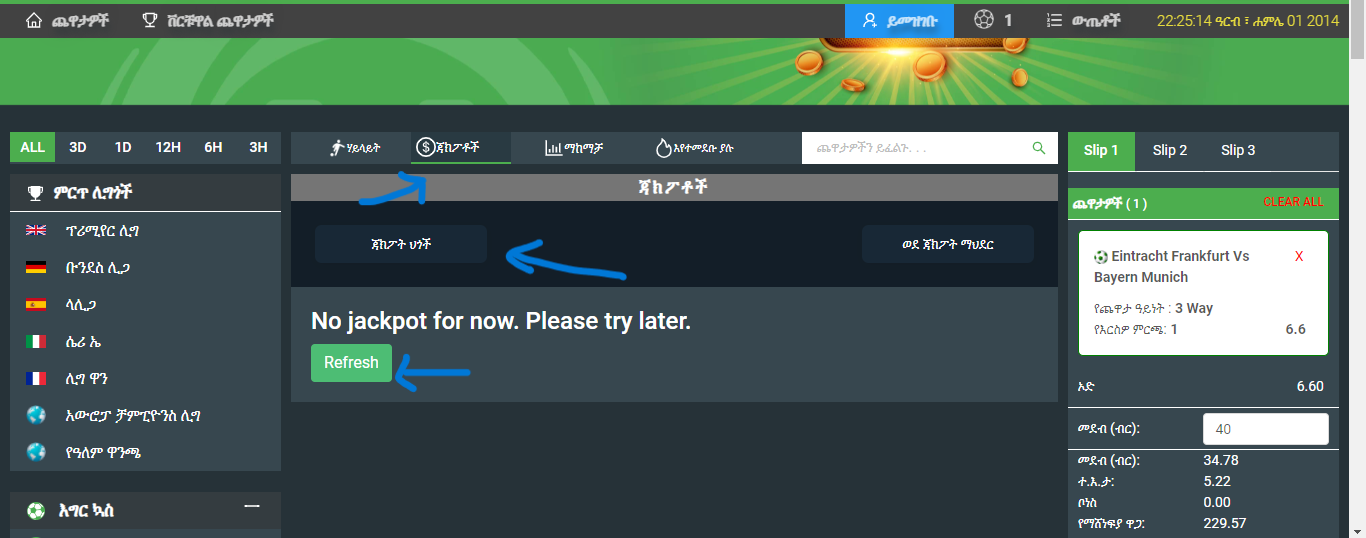 ጨዋታዎች ቨርቹዋል ጨዋታዎች ይመዝገቡ 1 ውጤቶች 22:25:14 ዓርብ ፣ ሐምሌ 01 2014
ALL 3D 1D 12H 6H 3H
ሃይላይት ጃክፖቶች ማከማቻ እየተመደቡ ያሉ
ጨዋታዎችን ይፈልጉ. . .
Slip 1 Slip 2 Slip 3
ምርጥ ሊግጎች
ፕሪሚየር ሊግ
ቡንደስ ሊጋ
ላሊጋ
ሴሪ ኤ
ሊግ ዋን
አውሮፓ ቻምፒዮንስ ሊግ
የዓለም ዋንጫ
እግር ኳስ
ጃክፖቶች
ጃክፖት ህጎች ወደ ጃክፖት ማህደር
No jackpot for now. Please try later.
Refresh
ጨዋታዎች ( 1 ) CLEAR ALL
Eintracht Frankfurt Vs X
Bayern Munich
የጨዋታ ዓይነት : 3 Way
የእርስዎ ምርጫ: 1 6.6
ኦድ 6.60
መደብ (ብር): 40
መደብ (ብር): 34.78
ተ.እ.ታ: 5.22
ቦነስ 0.00
የማሸነፍያ ዋጋ: 229.57